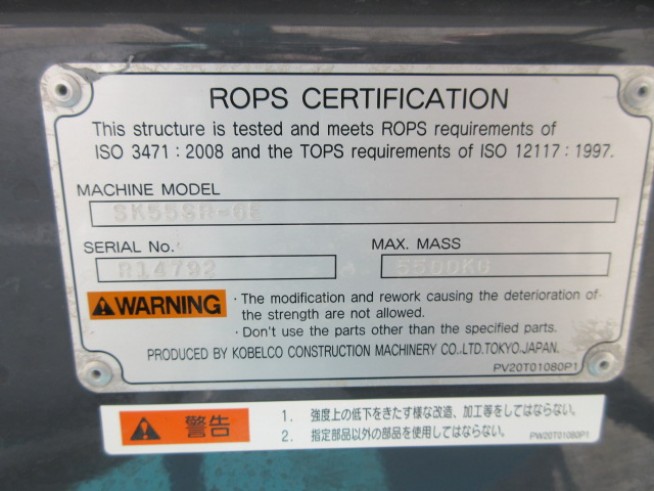 ROPS CERTIFICATION
This structure is tested and meets ROPS requirements of
ISO 3471 : 2008 and the TOPS requirements of ISO 12117 : 1997.
MACHINE MODEL
SERIAL No.
R14792
MAX. MASS
5500KG
WARNING
· The modification and rework causing the deterioration of
the strength are not allowed.
· Don't use the parts other than the specified parts.
PRODUCED BY KOBELCO CONSTRUCTION MACHINERY CO.,LTD.TOKYO.JAPAN.
PV20T01080P1
警告
1. 強度上の低下をきたす様な改造、加工等をしてはならない。
2. 指定部品以外の部品を使用してはならない。
PW20T01080P1